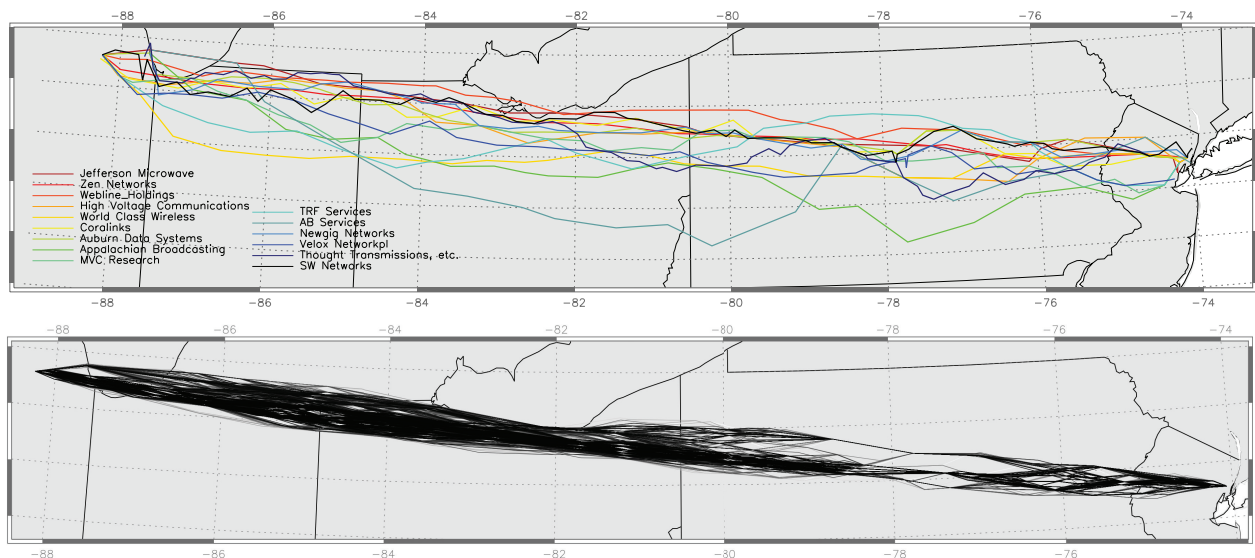 −88 −86 −84 −82 −80 −78 −76 −74
Jefferson Microwave
Zen Networks
Webline_Holdings
High Voltage Communications
World Class Wireless
Coralinks
Auburn Data Systems
Appalachian Broadcasting
MVC Research
TRF Services
AB Services
Newgig Networks
Velox Networkpl
Thought Transmissions, etc.
SW Networks
−88 −86 −84 −82 −80 −78 −76 −74
−88 −86 −84 −82 −80 −78 −76 −74
−88 −86 −84 −82 −80 −78 −76